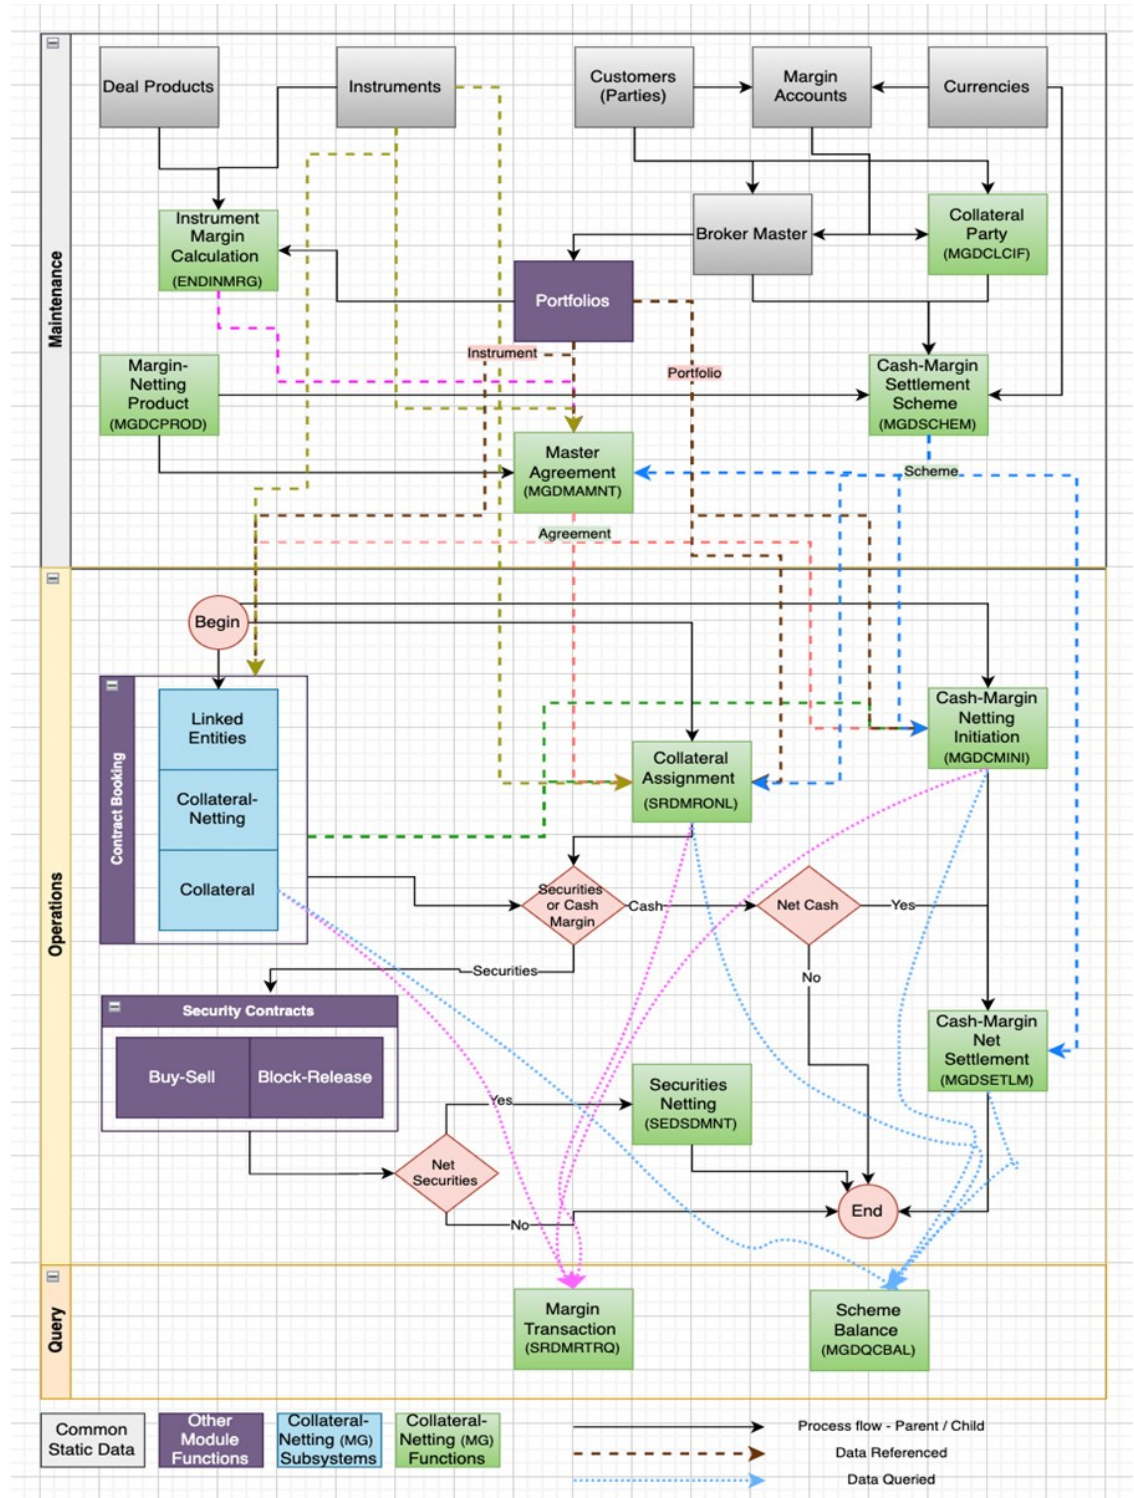 Maintenance
Deal Products
Instruments
Customers
(Parties)
Margin
Accounts
Currencies
Instrument
Margin
Calculation
(ENDINMRG)
Broker Master
Collateral
Party
(MGDCLCIF)
Portfolios
Instrument
Portfolio
Margin-
Netting
Product
(MGDCPROD)
Cash-Margin
Settlement
Scheme
(MGDSCHEM)
Master
Agreement
(MGDMAMNT)
Scheme
Agreement
Operations
Begin
Contract Booking
Linked
Entities
Collateral-
Netting
Collateral
Cash-Margin
Netting
Initiation
(MGDCMINI)
Collateral
Assignment
(SRDMRONL)
Securities
or Cash
Margin
Cash
Net Cash
Yes
No
Securities
Security Contracts
Buy-Sell
Block-Release
Cash-Margin
Net
Settlement
(MGDSETLM)
Securities
Netting
(SEDSDMNT)
Yes
Net
Securities
No
End
Query
Margin
Transaction
(SRDMRTRQ)
Scheme
Balance
(MGDQCBAL)
Common
Static Data
Other
Module
Functions
Collateral-
Netting (MG)
Subsystems
Collateral-
Netting (MG)
Functions
Process flow - Parent / Child
Data Referenced
Data Queried